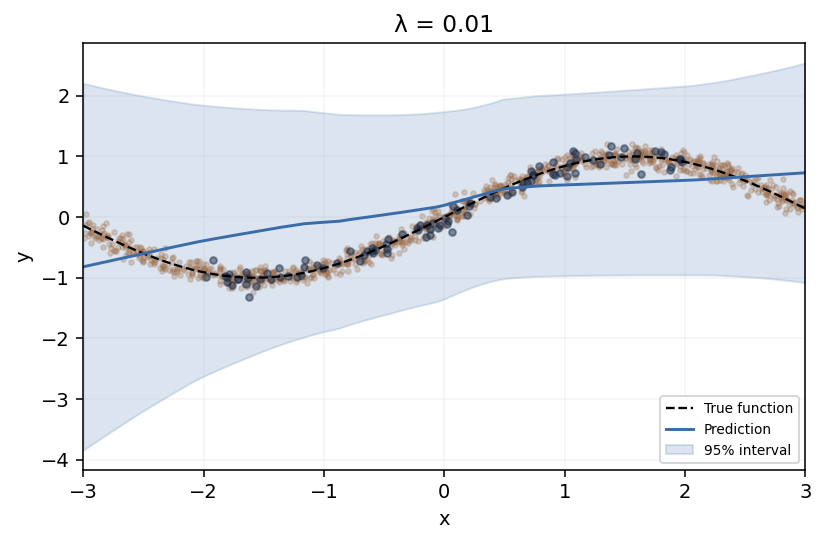 λ = 0.01
y
2
1
0
−1
−2
−3
−4
True function
Prediction
95% interval
−3 −2 −1 0 1 2 3
x